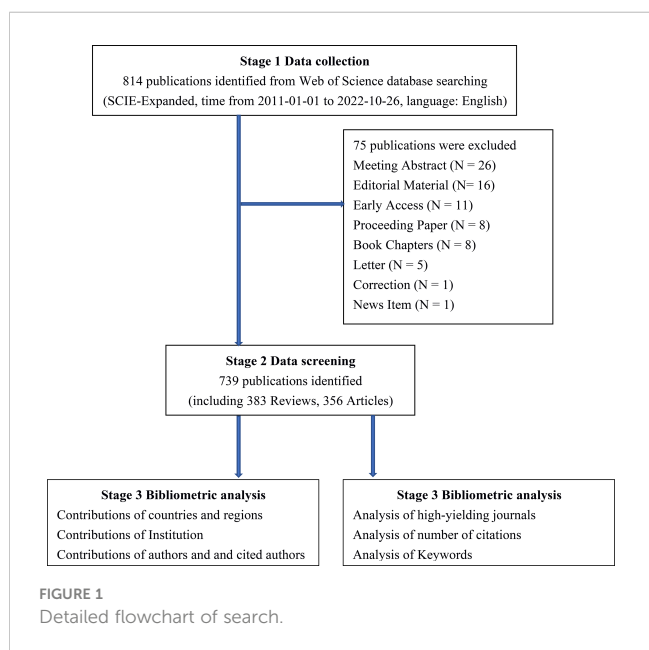 Stage 1 Data collection
814 publications identified from Web of Science database searching
(SCIE-Expanded, time from 2011-01-01 to 2022-10-26, language: English)
75 publications were excluded
Meeting Abstract (N = 26)
Editorial Material (N= 16)
Early Access (N = 11)
Proceeding Paper (N = 8)
Book Chapters (N = 8)
Letter (N = 5)
Correction (N = 1)
News Item (N = 1)
Stage 2 Data screening
739 publications identified
(including 383 Reviews, 356 Articles)
Stage 3 Bibliometric analysis
Contributions of countries and regions
Contributions of Institution
Contributions of authors and and cited authors
Stage 3 Bibliometric analysis
Analysis of high-yielding journals
Analysis of number of citations
Analysis of Keywords
FIGURE 1
Detailed flowchart of search.